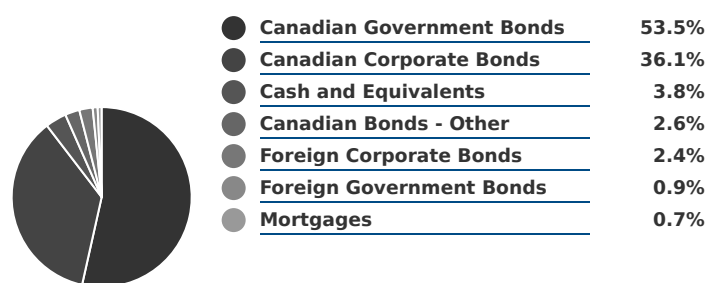 Canadian Government Bonds 53.5%
Canadian Corporate Bonds 36.1%
Cash and Equivalents 3.8%
Canadian Bonds - Other 2.6%
Foreign Corporate Bonds 2.4%
Foreign Government Bonds 0.9%
Mortgages 0.7%